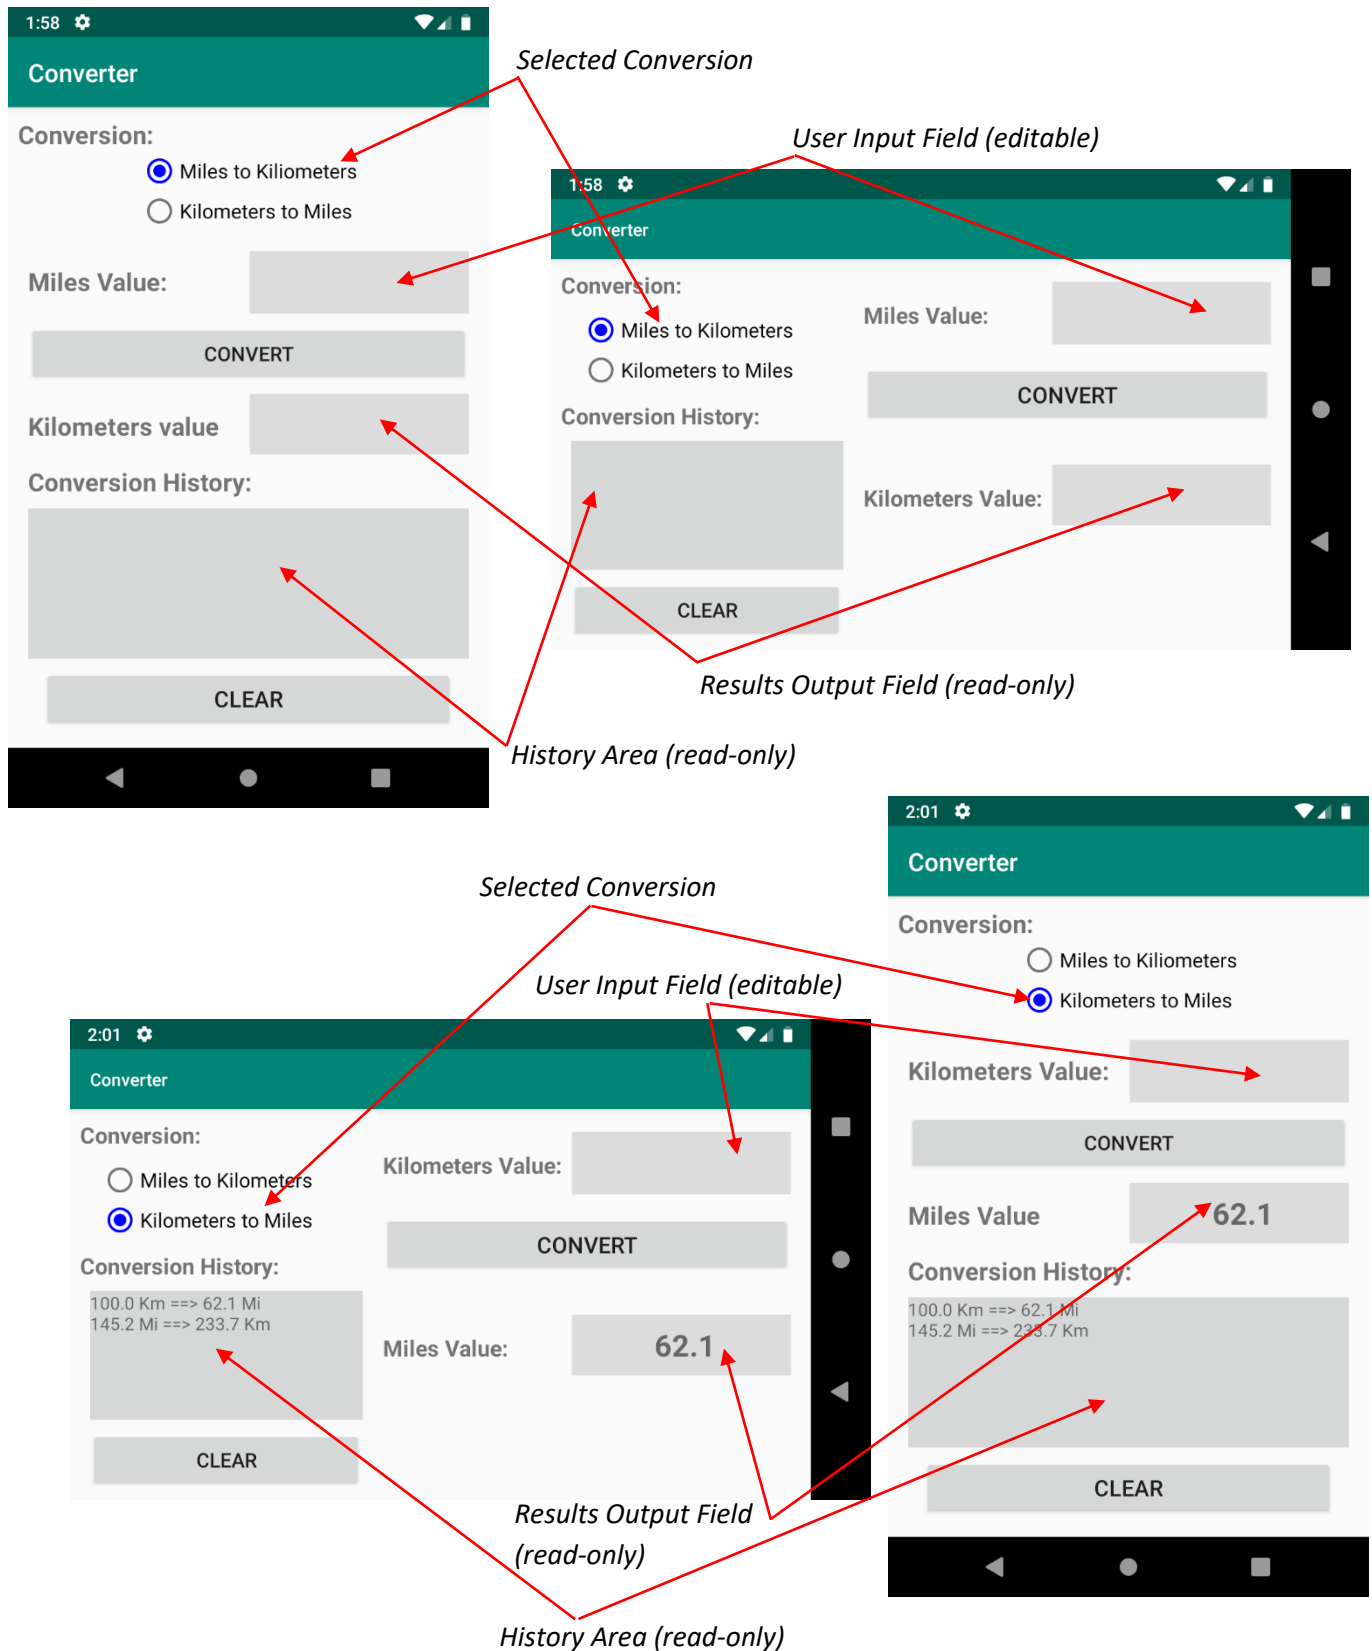 1:58
Converter
Selected Conversion
Conversion:
Miles to Kiliometers
Kilometers to Miles
Miles Value:
CONVERT
Kilometers value
Conversion History:
CLEAR
User Input Field (editable)
1:58
Converter
Conversion:
Miles to Kilometers
Kilometers to Miles
Conversion History:
CLEAR
Miles Value:
CONVERT
Kilometers Value:
Results Output Field (read-only)
History Area (read-only)
Selected Conversion
User Input Field (editable)
2:01
Converter
Conversion:
Miles to Kilometers
Kilometers to Miles
Conversion History:
100.0 Km ==> 62.1 Mi
145.2 Mi ==> 233.7 Km
CLEAR
Kilometers Value:
CONVERT
Miles Value:
62.1
2:01
Converter
Conversion:
Miles to Kiliometers
Kilometers to Miles
Kilometers Value:
CONVERT
Miles Value
62.1
Conversion History:
100.0 Km ==> 62.1 Mi
145.2 Mi ==> 233.7 Km
CLEAR
Results Output Field
(read-only)
History Area (read-only)